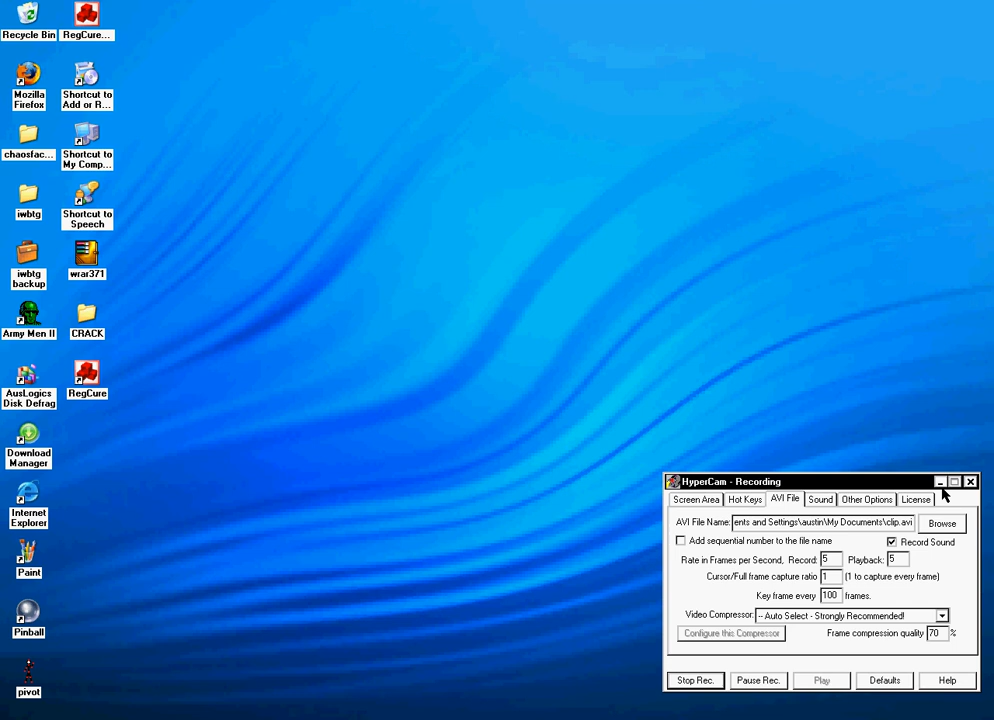 Recycle Bin
RegCure...
Mozilla
Firefox
Shortcut to
Add or R...
chaosfac...
Shortcut to
My Comp...
iwbtg
Shortcut to
Speech
iwbtg
backup
wrar371
Army Men II
CRACK
AusLogics
Disk Defrag
RegCure
Download
Manager
Internet
Explorer
Paint
Pinball
pivot
HyperCam - Recording
Screen Area
Hot Keys
AVI File
Sound
Other Options
License
AVI File Name: ents and Settings\austin\My Documents\clip.avi
Browse
Add sequential number to the file name
Record Sound
Rate in Frames per Second, Record: 5 Playback: 5
Cursor/Full frame capture ratio 1 (1 to capture every frame)
Key frame every 100 frames.
Video Compressor: -- Auto Select - Strongly Recommended!
Configure this Compressor
Frame compression quality 70 %
Stop Rec.
Pause Rec.
Play
Defaults
Help